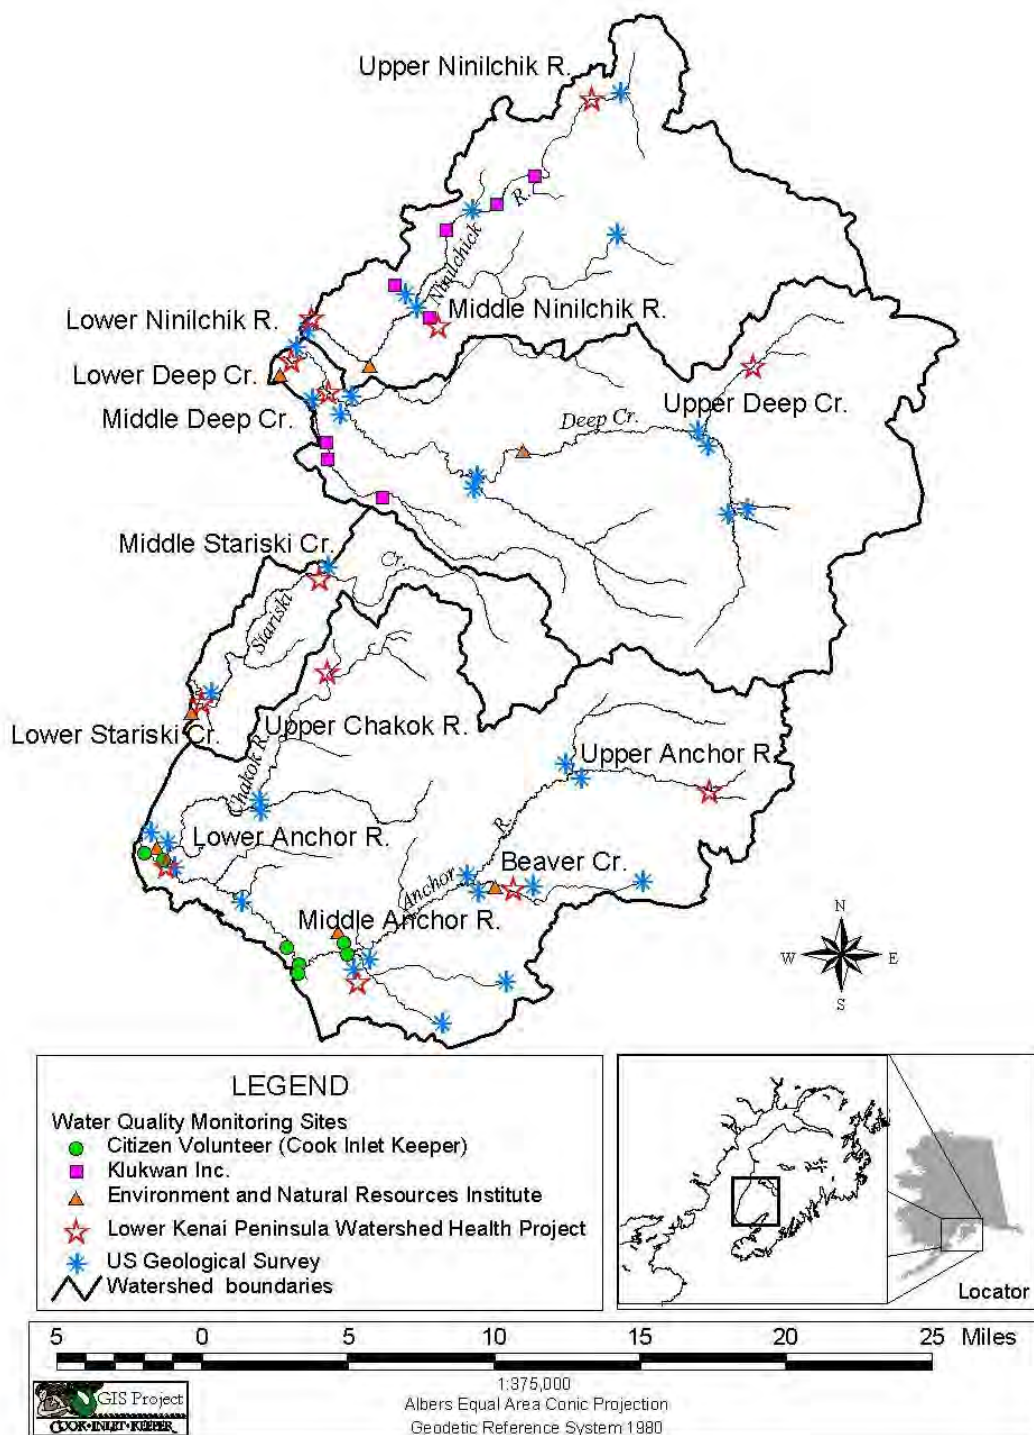 Upper Ninilchik R.
R.
Ninilchick
Middle Ninilchik R.
Lower Ninilchik R.
Lower Deep Cr.
Upper Deep Cr.
Middle Deep Cr.
Deep Cr.
Middle Stariski Cr.
Cr.
Stariski
Upper Chakok R.
Lower Stariski Cr.
Chakok R.
Upper Anchor R.
Lower Anchor R.
R.
Beaver Cr.
Anchor
Middle Anchor R.
N
W
E
S
LEGEND
Water Quality Monitoring Sites
Citizen Volunteer (Cook Inlet Keeper)
Klukwan Inc.
Environment and Natural Resources Institute
Lower Kenai Peninsula Watershed Health Project
US Geological Survey
Watershed boundaries
Locator
5 0 5 10 15 20 25 Miles
1:375,000
Albers Equal Area Conic Projection
Geodetic Reference System 1980
GIS Project
COOK•INLET•KEEPER